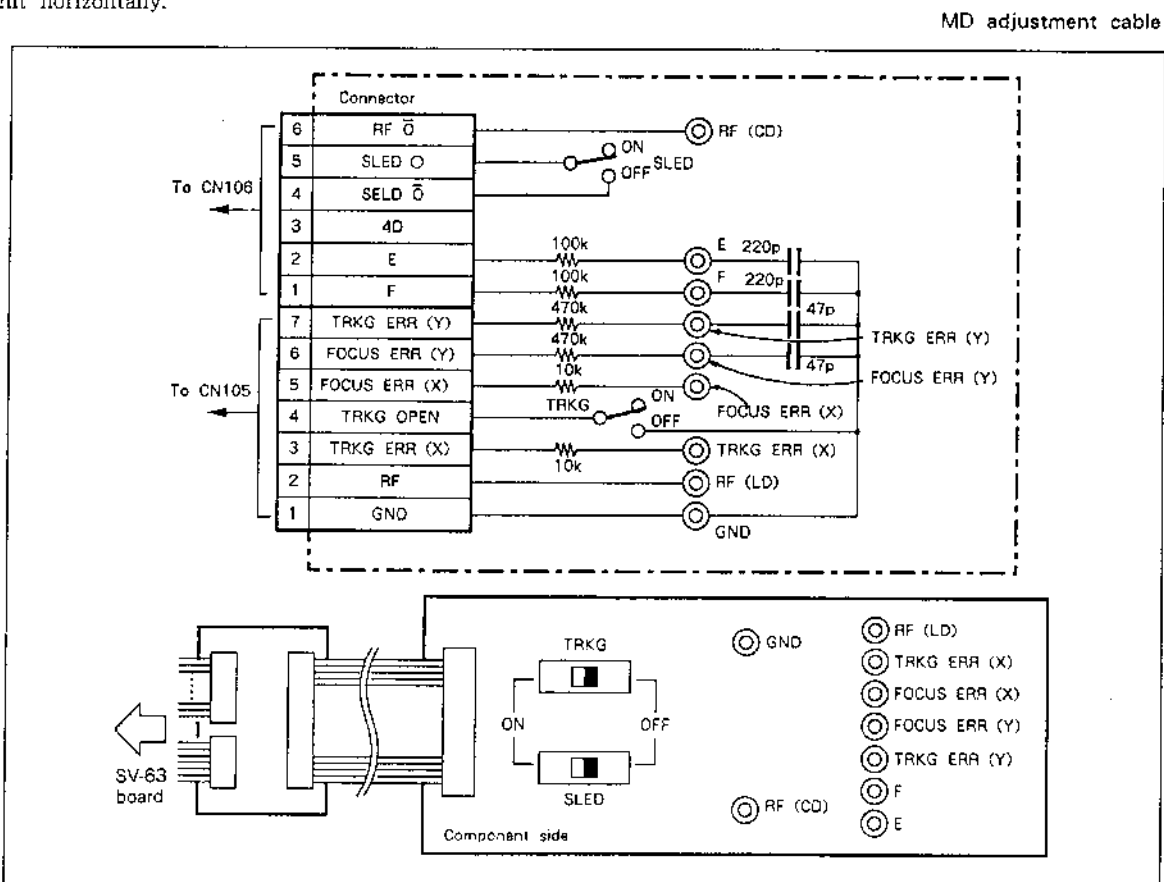 ent horizontally.
MD adjustment cable
Connector
6 RF Ō RF (CD)
5 SLED O ON SLED
OFF
To CN106
4 SELD Ō
3 4D
2 E 100k E 220p
1 F 100k F 220p
7 TRKG ERR (Y) 470k 47p
TRKG ERR (Y)
6 FOCUS ERR (Y) 470k 47p
FOCUS ERR (Y)
To CN105
5 FOCUS ERR (X) 10k
FOCUS ERR (X)
4 TRKG OPEN TRKG ON
OFF
3 TRKG ERR (X) 10k TRKG ERR (X)
2 RF RF (LD)
1 GND
GND
TRKG
ON OFF
SLED
SV-63
board
Component side
GND
RF (CD)
RF (LD)
TRKG ERR (X)
FOCUS ERR (X)
FOCUS ERR (Y)
TRKG ERR (Y)
F
E